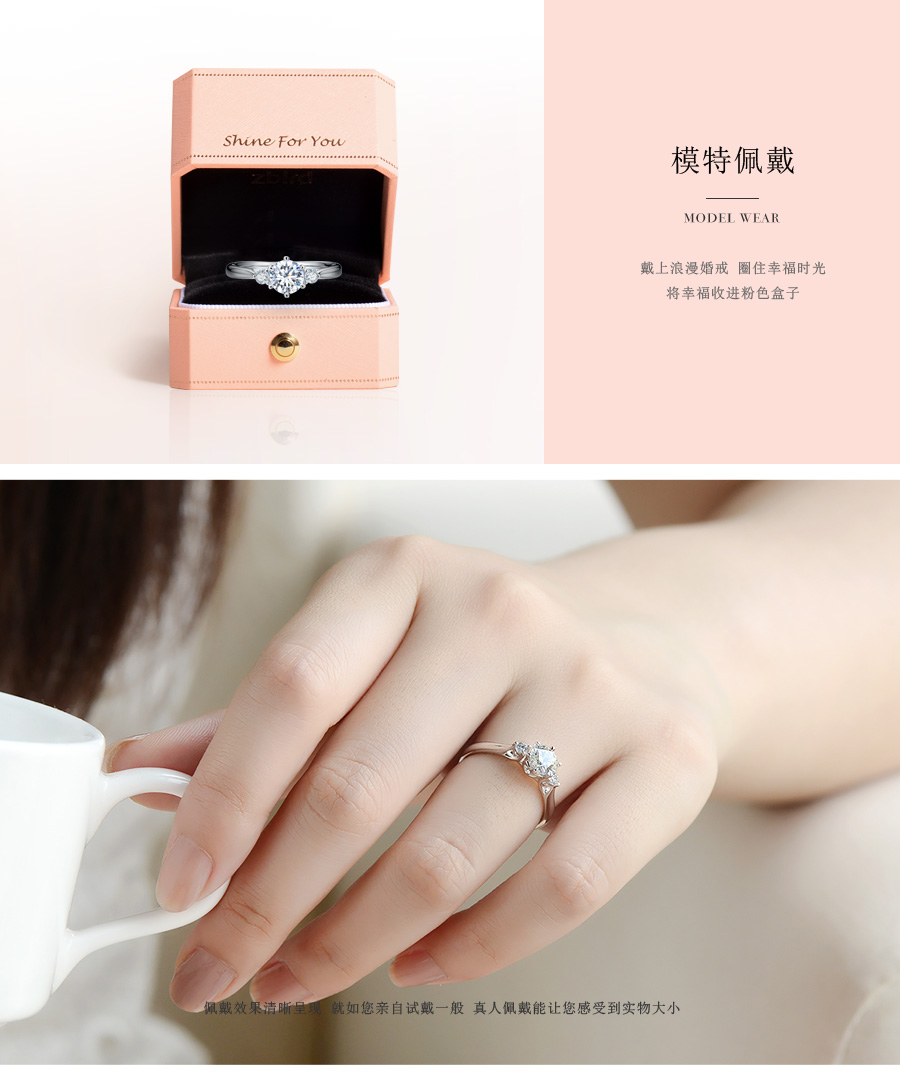 Shine For You
zbird
模特佩戴
MODEL WEAR
戴上浪漫婚戒 圈住幸福时光
将幸福收进粉色盒子
佩戴效果清晰呈现 就如您亲自试戴一般 真人佩戴能让您感受到实物大小